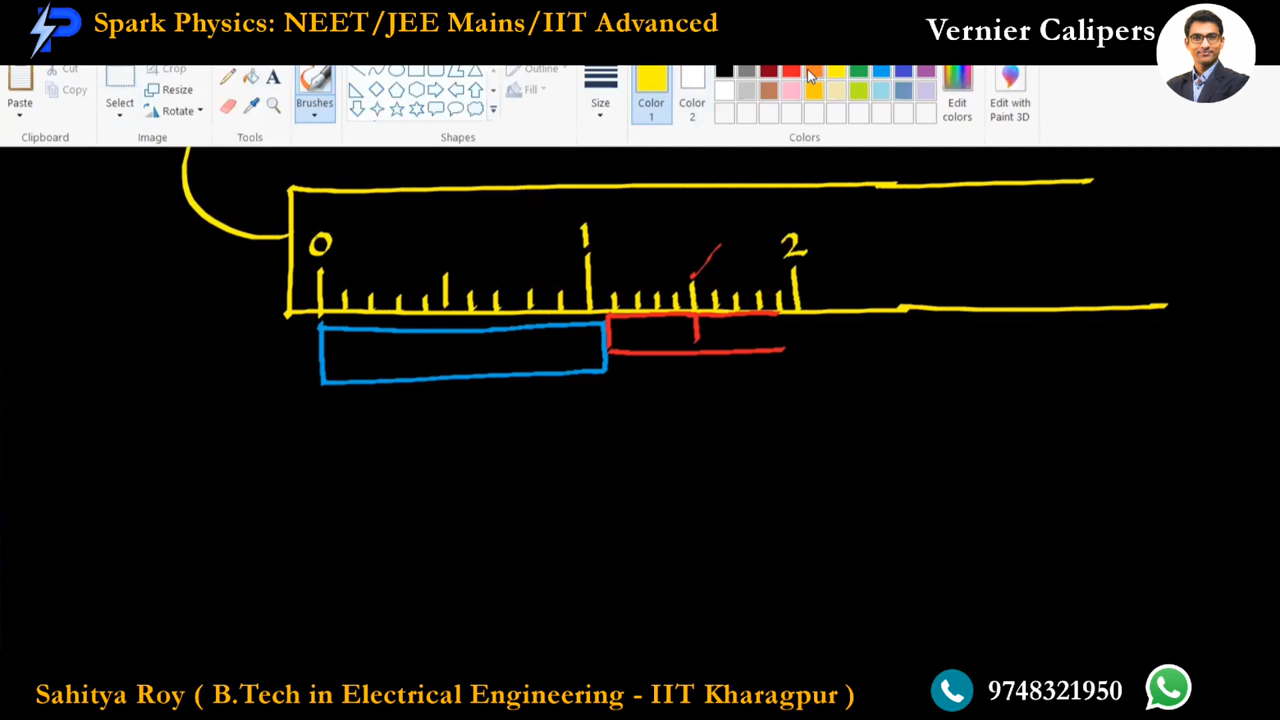 Spark Physics: NEET/JEE Mains/IIT Advanced
Vernier Calipers
Cut
Crop
Outline
Paste
Copy
Select
Resize
Rotate
A
Brushes
Fill
Size
Color
1
Color
2
Edit
colors
Edit with
Paint 3D
Clipboard
Image
Tools
Shapes
Colors
0
1
2
Sahitya Roy ( B.Tech in Electrical Engineering - IIT Kharagpur )
9748321950